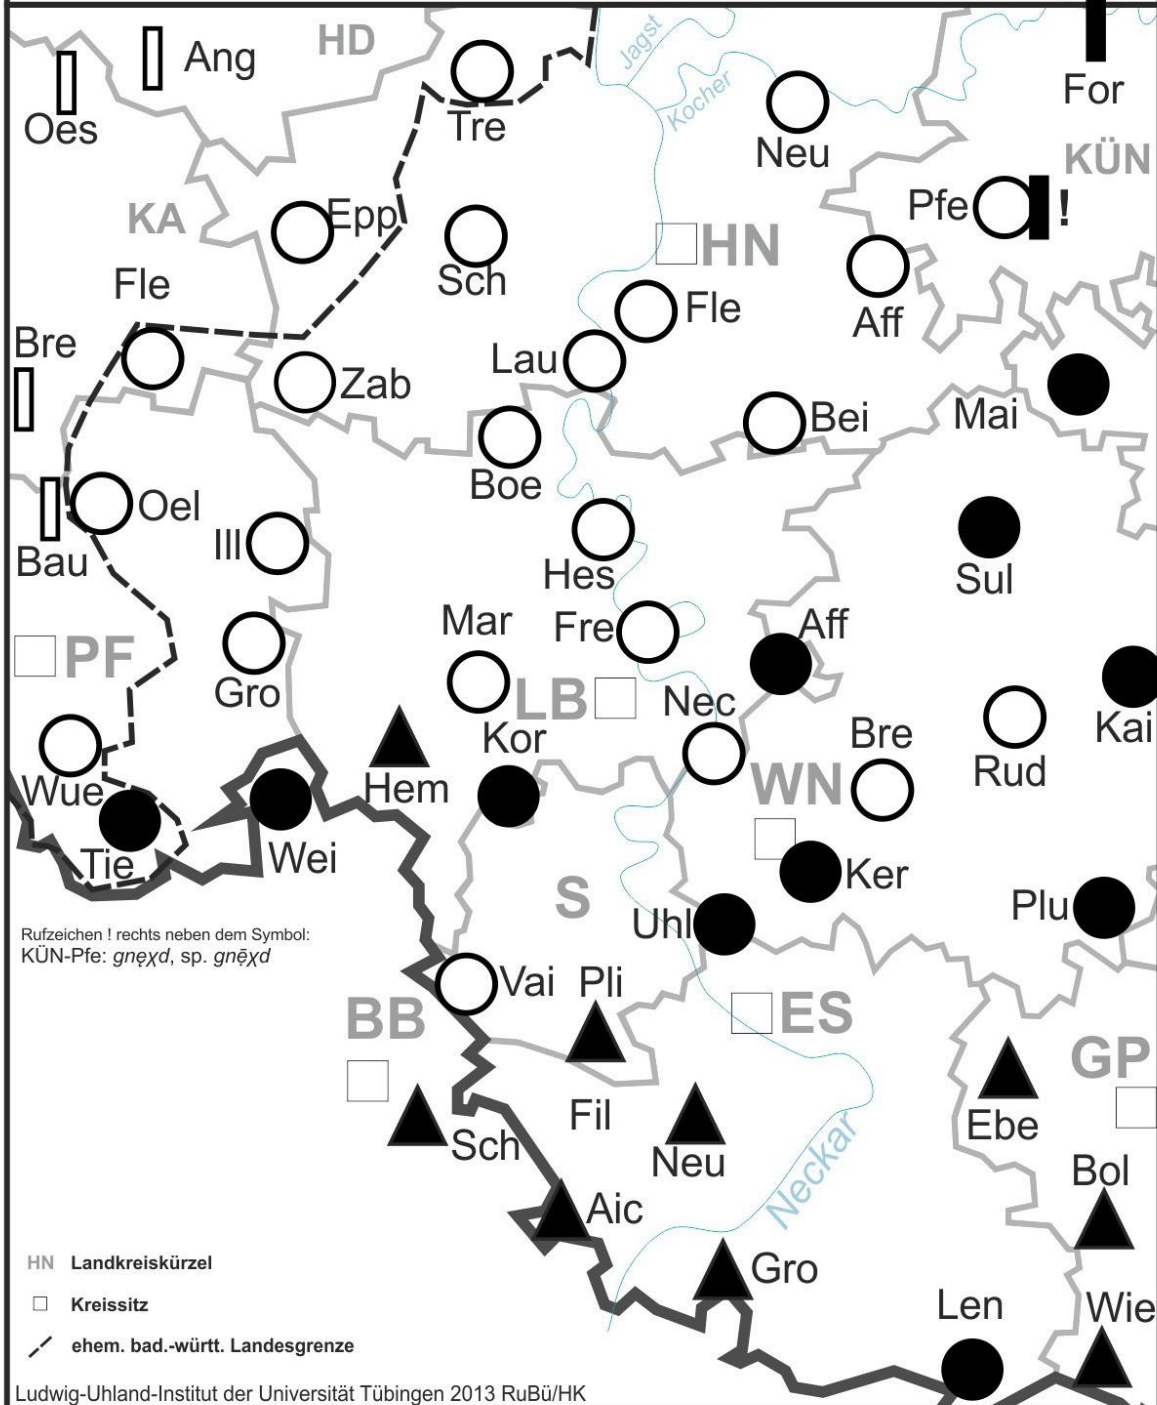 HD
Ang
Oes
Tre
Jagst
Kocher
Neu
For
KÜN
KA
Epp
Sch
HN
Pfe !
Aff
Fle
Fle
Bre
Lau
Zab
Bei
Mai
Boe
Oel
Bau
Ill
Hes
Sul
Mar
Fre
Aff
PF
Gro
LB
Nec
Kor
Bre
Kai
Rud
Wue
Hem
WN
Tie
Wei
Ker
S
Uhl
Plu
Rufzeichen ! rechts neben dem Symbol:
KÜN-Pfe: gnęχd, sp. gnę̄χd
Vai
Pli
BB
ES
GP
Fil
Ebe
Sch
Neu
Neckar
Bol
Aic
Gro
HN Landkreiskürzel
Kreissitz
Len
Wie
ehem. bad.-württ. Landesgrenze
Ludwig-Uhland-Institut der Universität Tübingen 2013 RuBü/HK